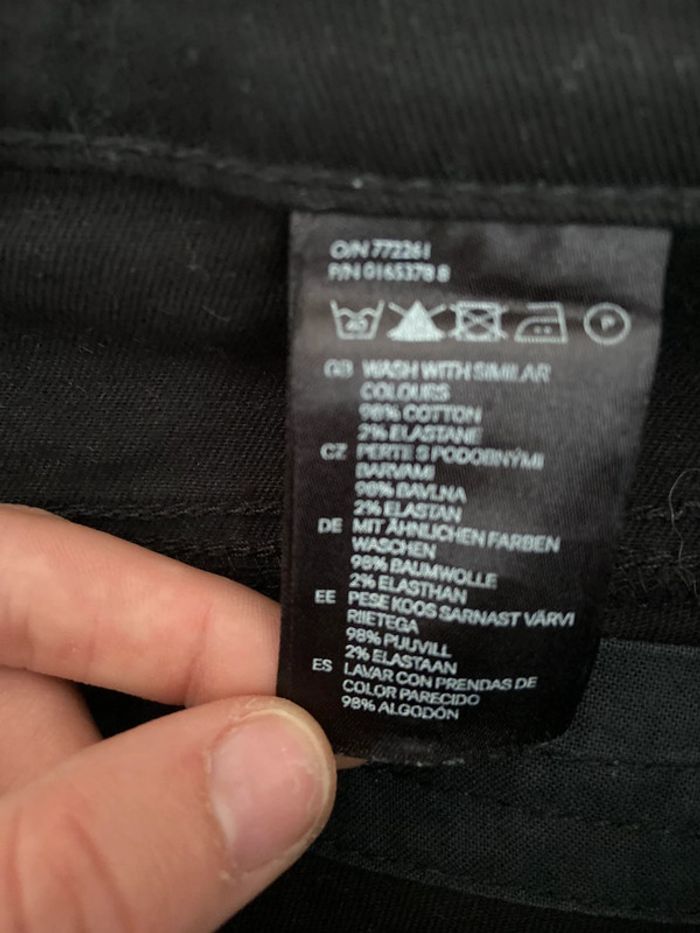 O/N 772261
P/N 0165378 8
P
GB WASH WITH SIMILAR
COLOURS
98% COTTON
2% ELASTANE
CZ PERTE S PODOBNÝMI
BARVAMI
98% BAVLNA
2% ELASTAN
DE MIT ÄHNLICHEN FARBEN
WASCHEN
98% BAUMWOLLE
2% ELASTHAN
EE PESE KOOS SARNAST VÄRVI
RIIETEGA
98% PUUVILL
2% ELASTAAN
ES LAVAR CON PRENDAS DE
COLOR PARECIDO
98% ALGODÓN